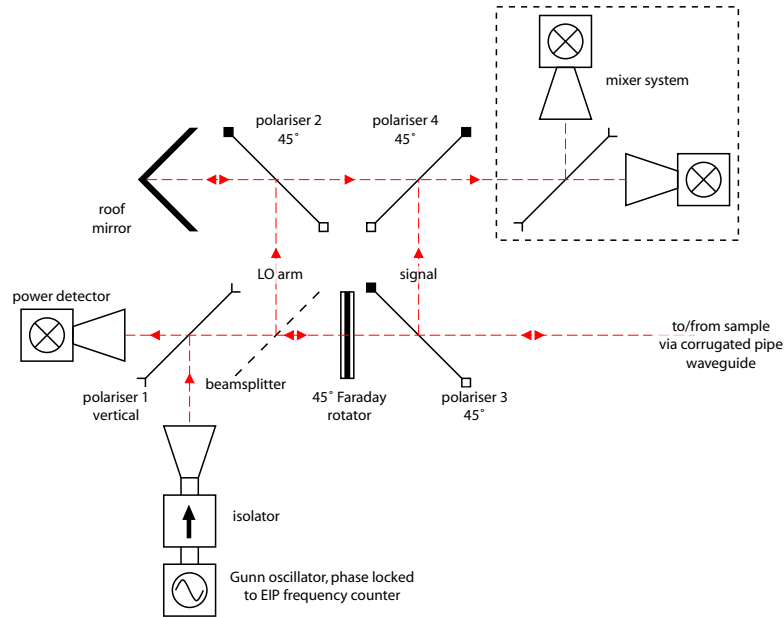 mixer system
polariser 2
45°
polariser 4
45°
roof
mirror
LO arm
signal
power detector
to/from sample
via corrugated pipe
waveguide
polariser 1
vertical
beamsplitter
45° Faraday
rotator
polariser 3
45°
isolator
Gunn oscillator, phase locked
to EIP frequency counter